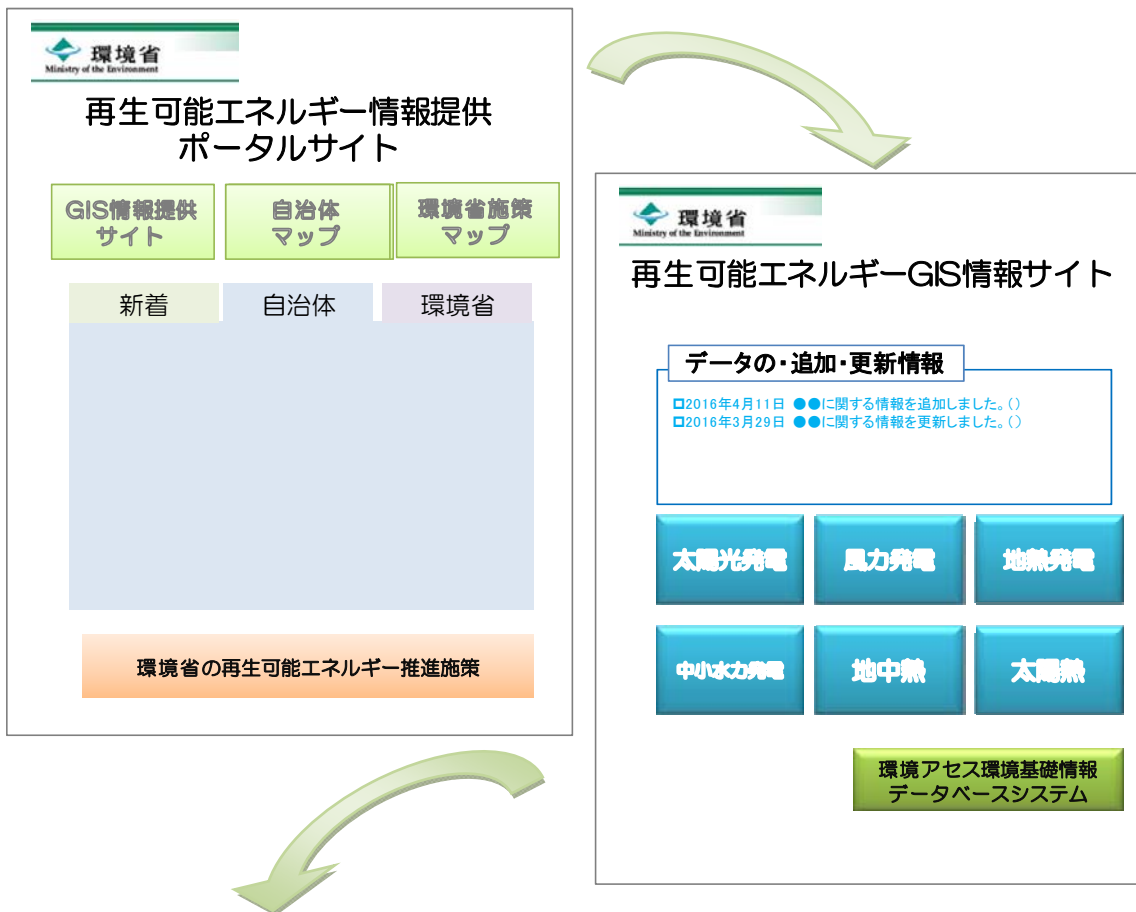 環境省
Ministry of the Environment
再生可能エネルギー情報提供
ポータルサイト
GIS情報提供
サイト
自治体
マップ
環境省施策
マップ
新着
自治体
環境省
環境省の再生可能エネルギー推進施策
環境省
Ministry of the Environment
再生可能エネルギーGIS情報サイト
データの・追加・更新情報
□2016年4月11日 ●●に関する情報を追加しました。()
□2016年3月29日 ●●に関する情報を更新しました。()
太陽光発電
風力発電
地熱発電
中小水力発電
地中熱
太陽熱
環境アセス環境基礎情報
データベースシステム